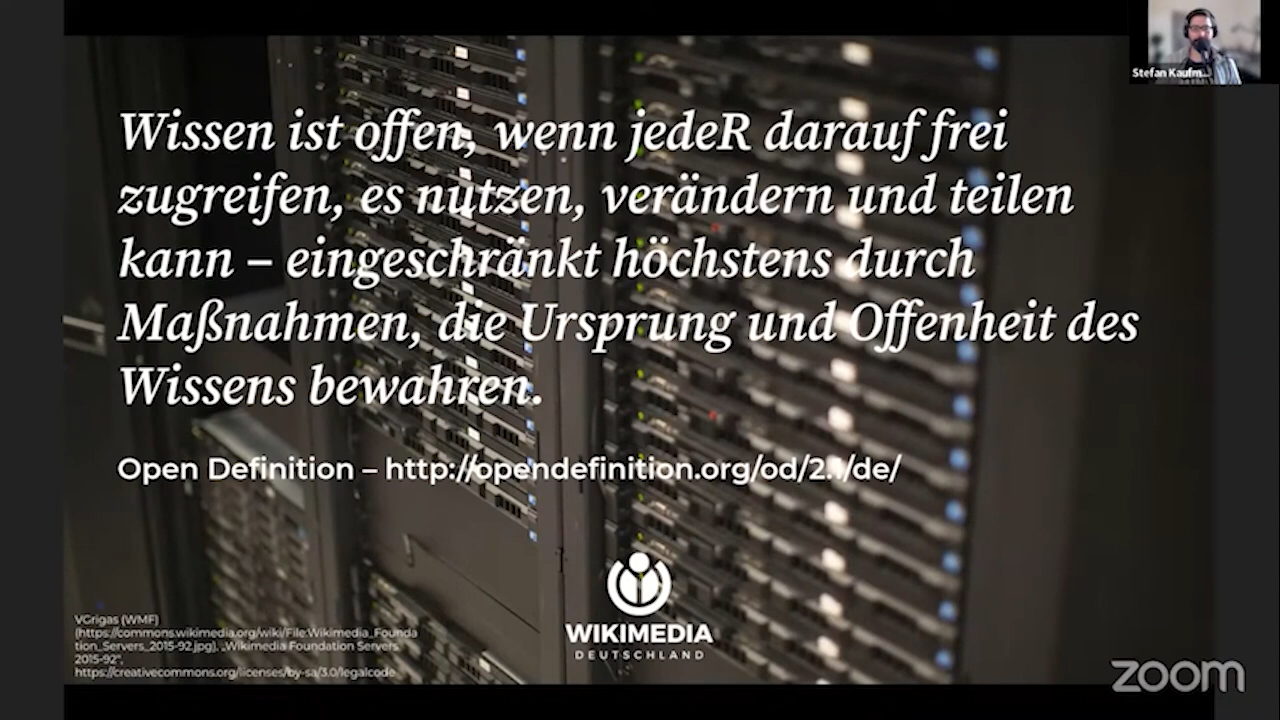 Stefan Kaufm...
Wissen ist offen, wenn jedeR darauf frei
zugreifen, es nutzen, verändern und teilen
kann – eingeschränkt höchstens durch
Maßnahmen, die Ursprung und Offenheit des
Wissens bewahren.
Open Definition – http://opendefinition.org/od/2.1/de/
WIKIMEDIA
DEUTSCHLAND
VGrigas (WMF)
(https://commons.wikimedia.org/wiki/File:Wikimedia_Founda
tion_Servers_2015-92.jpg), „Wikimedia Foundation Servers
2015-92“,
https://creativecommons.org/licenses/by-sa/3.0/legalcode
zoom